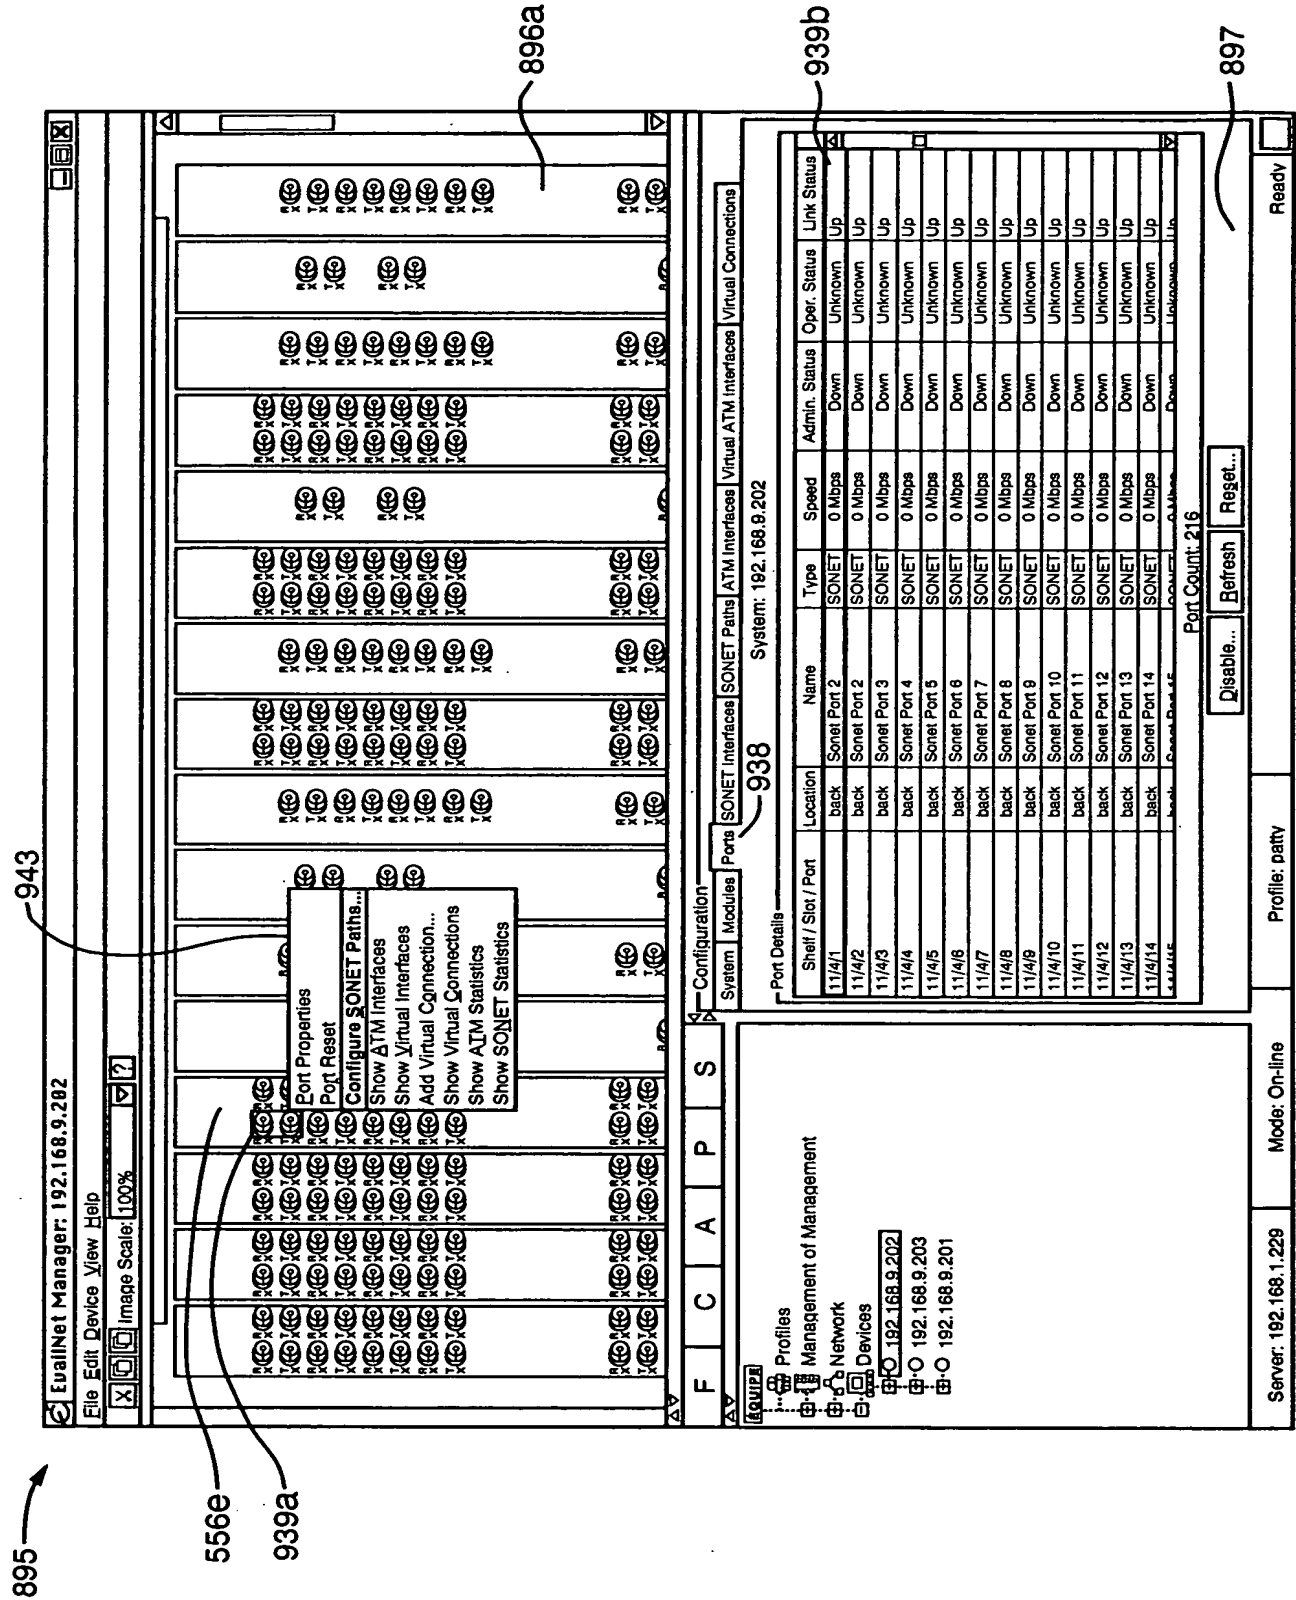 895
EvailNet Manager: 192.168.9.202
File Edit Device View Help
Image Scale: 100% ?
556e
939a
943
896a
Port Properties
Port Reset
Configure SONET Paths...
Show ATM Interfaces
Show Virtual Interfaces
Add Virtual Connection...
Show Virtual Connections
Show ATM Statistics
Show SONET Statistics
F C A P S
EQUIPE
Profiles
Management of Management
Network
Devices
192.168.9.202
192.168.9.203
192.168.9.201
Configuration
System Modules Ports SONET Interfaces SONET Paths ATM Interfaces Virtual ATM Interfaces Virtual Connections
938
System: 192.168.9.202
939b
Port Details
Shelf / Slot / Port Location Name Type Speed Admin. Status Oper. Status Link Status
11/4/1 back Sonet Port 2 SONET 0 Mbps Down Unknown Up
11/4/2 back Sonet Port 2 SONET 0 Mbps Down Unknown Up
11/4/3 back Sonet Port 3 SONET 0 Mbps Down Unknown Up
11/4/4 back Sonet Port 4 SONET 0 Mbps Down Unknown Up
11/4/5 back Sonet Port 5 SONET 0 Mbps Down Unknown Up
11/4/6 back Sonet Port 6 SONET 0 Mbps Down Unknown Up
11/4/7 back Sonet Port 7 SONET 0 Mbps Down Unknown Up
11/4/8 back Sonet Port 8 SONET 0 Mbps Down Unknown Up
11/4/9 back Sonet Port 9 SONET 0 Mbps Down Unknown Up
11/4/10 back Sonet Port 10 SONET 0 Mbps Down Unknown Up
11/4/11 back Sonet Port 11 SONET 0 Mbps Down Unknown Up
11/4/12 back Sonet Port 12 SONET 0 Mbps Down Unknown Up
11/4/13 back Sonet Port 13 SONET 0 Mbps Down Unknown Up
11/4/14 back Sonet Port 14 SONET 0 Mbps Down Unknown Up
Port Count: 216
Disable... Refresh Reset...
897
Server: 192.168.1.229 Mode: On-line Profile: patty Ready